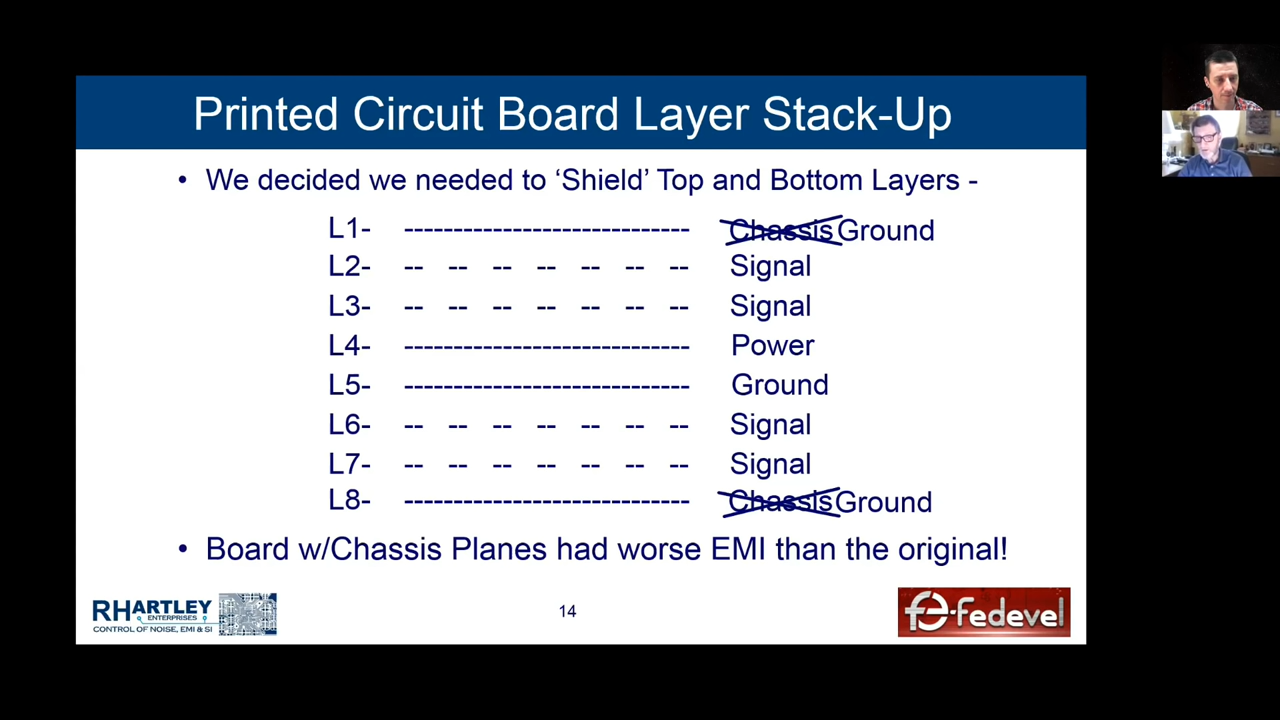 Printed Circuit Board Layer Stack-Up
• We decided we needed to ‘Shield’ Top and Bottom Layers -
L1- ----------------------------- Chassis Ground
L2- -- -- -- -- -- -- -- Signal
L3- -- -- -- -- -- -- -- Signal
L4- ----------------------------- Power
L5- ----------------------------- Ground
L6- -- -- -- -- -- -- -- Signal
L7- -- -- -- -- -- -- -- Signal
L8- ----------------------------- Chassis Ground
• Board w/Chassis Planes had worse EMI than the original!
RHARTLEY
ENTERPRISES
CONTROL OF NOISE, EMI & SI
14
fedevel